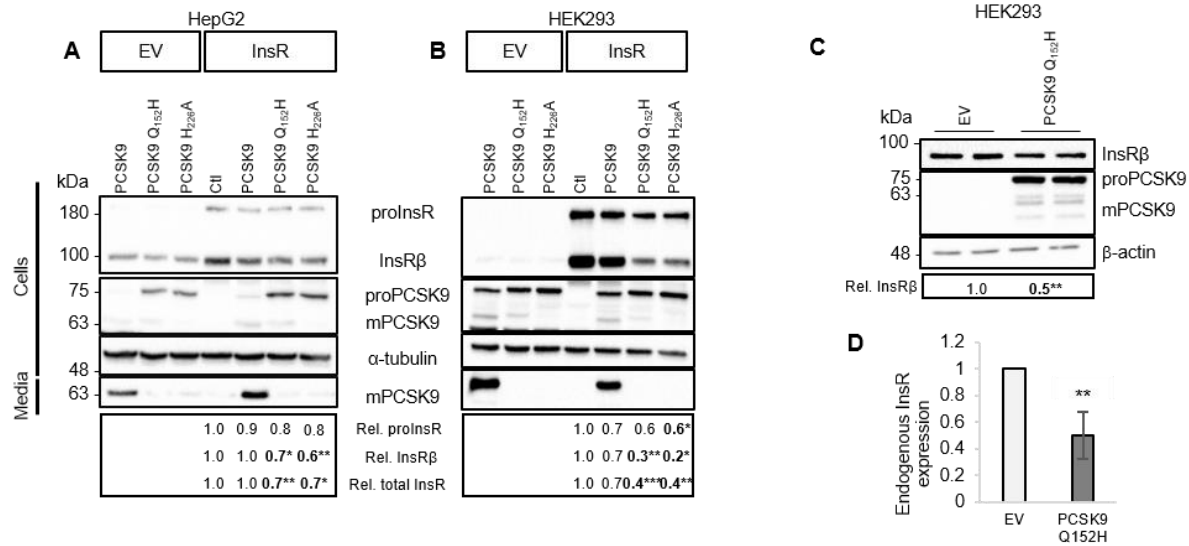 HepG2
A
EV
InsR
PCSK9
PCSK9 Q152H
PCSK9 H226A
Ctl
PCSK9
PCSK9 Q152H
PCSK9 H226A
kDa
180
100
75
63
48
63
Cells
Media
HEK293
B
EV
InsR
PCSK9
PCSK9 Q152H
PCSK9 H226A
Ctl
PCSK9
PCSK9 Q152H
PCSK9 H226A
proInsR
InsRβ
proPCSK9
mPCSK9
α-tubulin
mPCSK9
1.0 0.9 0.8 0.8 Rel. proInsR 1.0 0.7 0.6 0.6*
1.0 1.0 0.7* 0.6** Rel. InsRβ 1.0 0.7 0.3** 0.2*
1.0 1.0 0.7** 0.7* Rel. total InsR 1.0 0.7 0.4*** 0.4**
HEK293
C
EV
PCSK9 Q152H
kDa
100
75
63
48
InsRβ
proPCSK9
mPCSK9
β-actin
Rel. InsRβ 1.0 0.5**
D
Endogenous InsR
expression
1.2
1
0.8
0.6
0.4
0.2
0
**
EV
PCSK9
Q152H